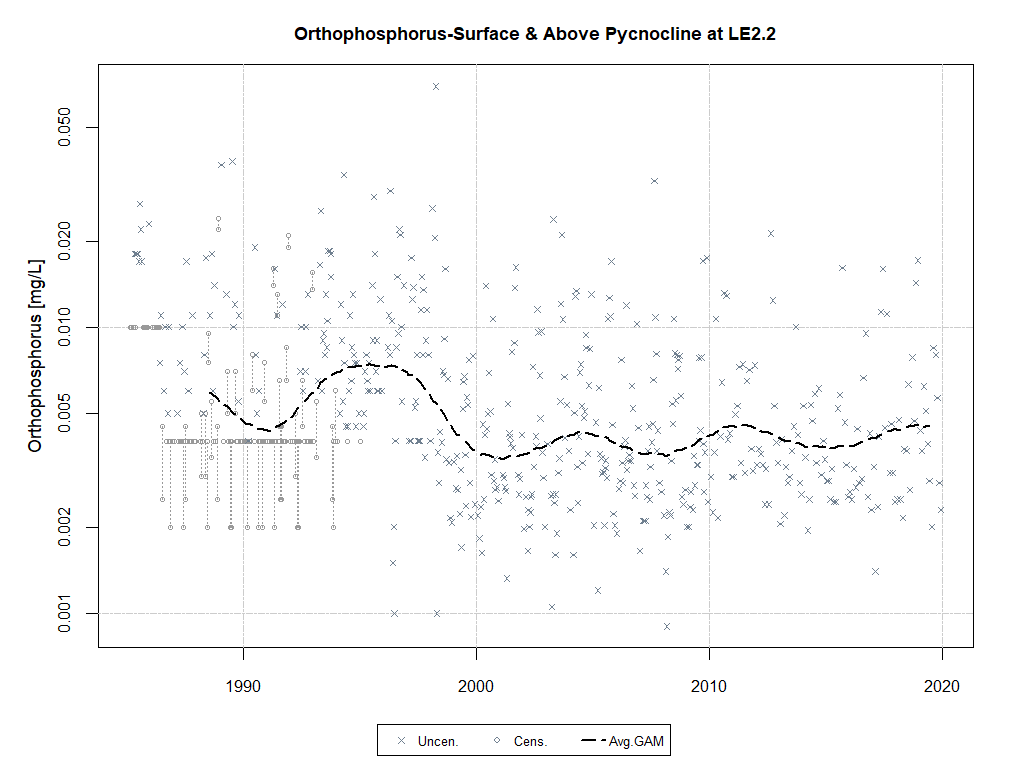 Orthophosphorus-Surface & Above Pycnocline at LE2.2
Orthophosphorus [mg/L]
0.050
0.020
0.010
0.005
0.002
0.001
1990 2000 2010 2020
Uncen. Cens. Avg.GAM